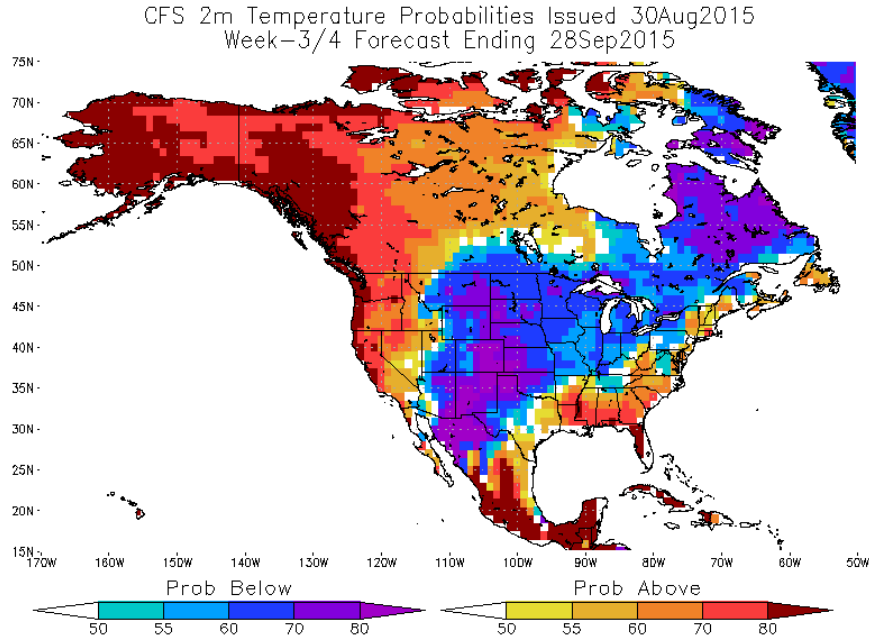 CFS 2m Temperature Probabilities Issued 30Aug2015
Week-3/4 Forecast Ending 28Sep2015
75N
70N
65N
60N
55N
50N
45N
40N
35N
30N
25N
20N
15N
170W 160W 150W 140W 130W 120W 110W 100W 90W 80W 70W 60W 50W
Prob Below Prob Above
50 55 60 70 80 50 55 60 70 80